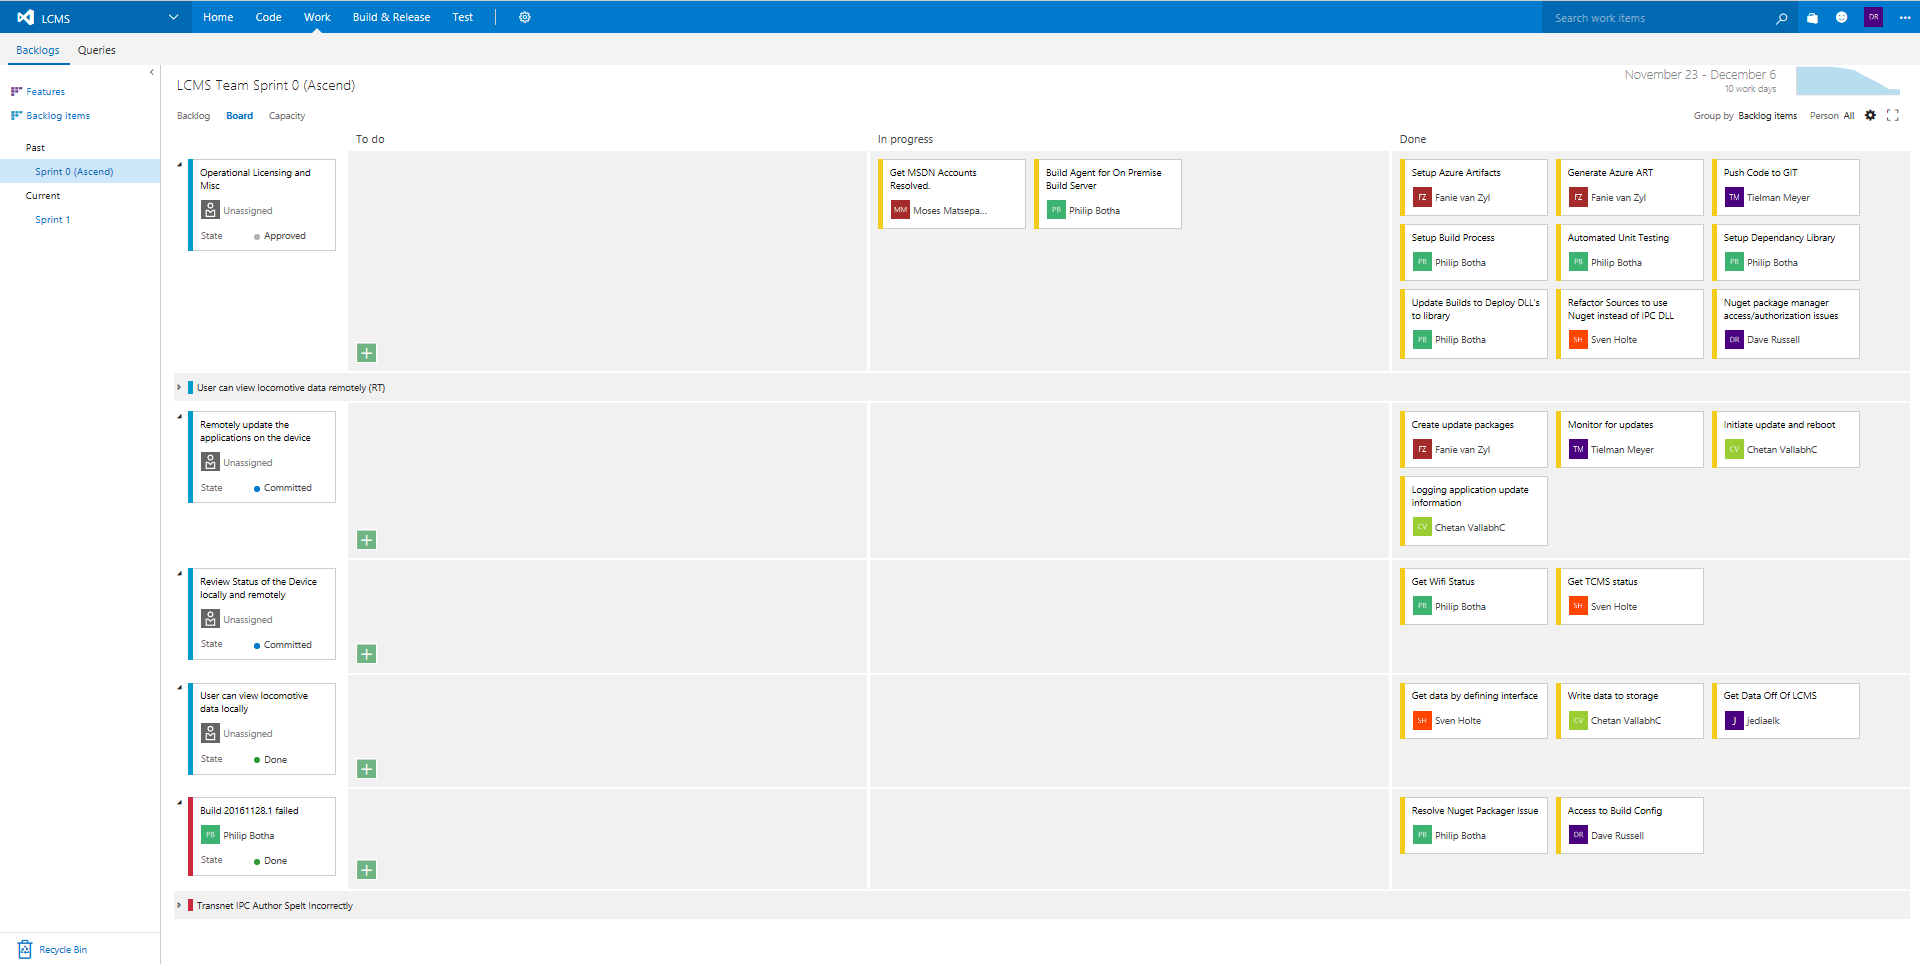 LCMS
Home Code Work Build & Release Test
Search work items
DR
Backlogs Queries
Features
Backlog items
Past
Sprint 0 (Ascend)
Current
Sprint 1
Recycle Bin
LCMS Team Sprint 0 (Ascend)
November 23 - December 6
10 work days
Backlog Board Capacity
Group by Backlog items Person All
To do In progress Done
Operational Licensing and
Misc
Unassigned
State Approved
Get MSDN Accounts
Resolved.
MM Moses Matsepa...
Build Agent for On Premise
Build Server
PB Philip Botha
Setup Azure Artifacts
FZ Fanie van Zyl
Generate Azure ART
FZ Fanie van Zyl
Push Code to GIT
TM Tielman Meyer
Setup Build Process
PB Philip Botha
Automated Unit Testing
PB Philip Botha
Setup Dependancy Library
PB Philip Botha
Update Builds to Deploy DLL's
to library
PB Philip Botha
Refactor Sources to use
Nuget instead of IPC DLL
SH Sven Holte
Nuget package manager
access/authorization issues
DR Dave Russell
User can view locomotive data remotely (RT)
Remotely update the
applications on the device
Unassigned
State Committed
Create update packages
FZ Fanie van Zyl
Monitor for updates
TM Tielman Meyer
Initiate update and reboot
CV Chetan VallabhC
Logging application update
information
CV Chetan VallabhC
Review Status of the Device
locally and remotely
Unassigned
State Committed
Get Wifi Status
PB Philip Botha
Get TCMS status
SH Sven Holte
User can view locomotive
data locally
Unassigned
State Done
Get data by defining interface
SH Sven Holte
Write data to storage
CV Chetan VallabhC
Get Data Off Of LCMS
J jediaelk
Build 20161128.1 failed
PB Philip Botha
State Done
Resolve Nuget Packager Issue
PB Philip Botha
Access to Build Config
DR Dave Russell
Transnet IPC Author Spelt Incorrectly